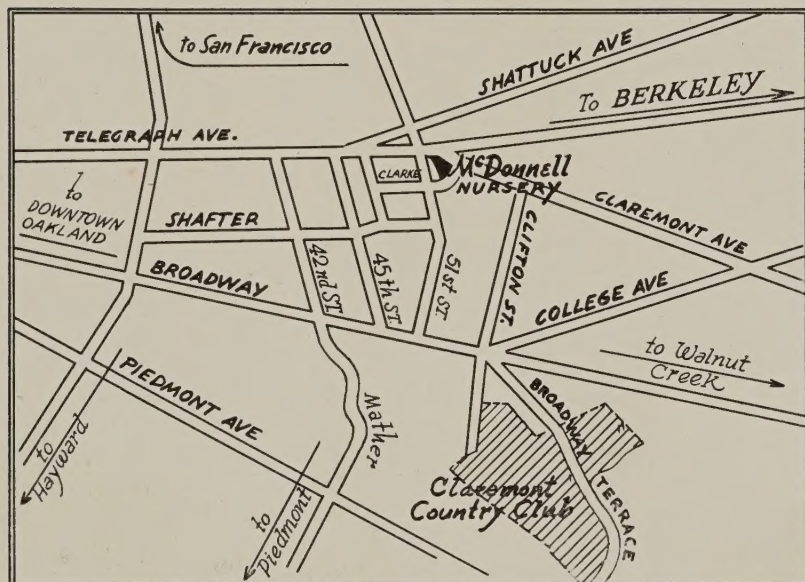 to San Francisco
SHATTUCK AVE
To BERKELEY
TELEGRAPH AVE.
CLARKE
McDonnell
NURSERY
to
DOWNTOWN
OAKLAND
SHAFTER
CLAREMONT AVE
BROADWAY
42nd ST.
45th ST.
51st ST.
CLIFTON ST.
COLLEGE AVE
to Walnut
Creek
PIEDMONT AVE
Mather
BROADWAY
TERRACE
to
Hayward
to
Piedmont
Claremont
Country Club